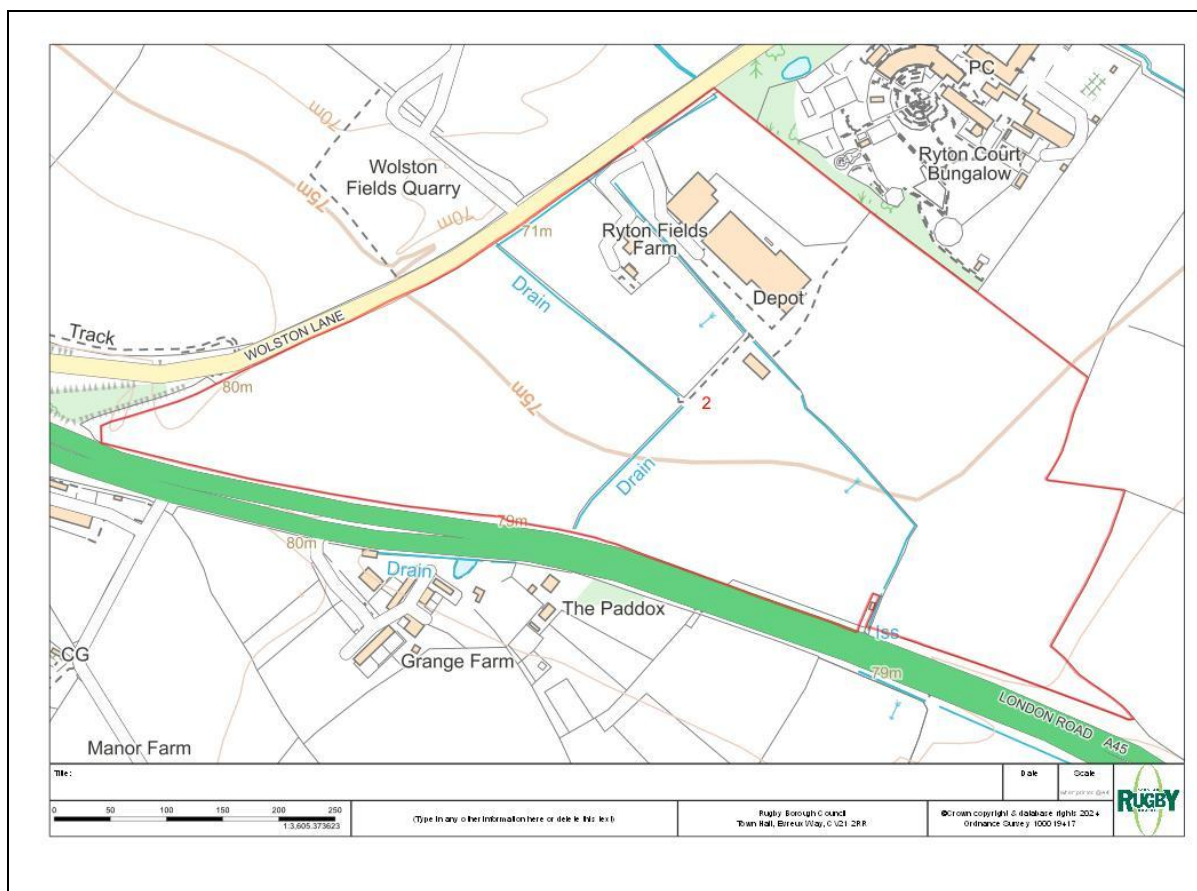 PC
Ryton Court
Bungalow
70m
Wolston
Fields Quarry
75m
70m
71m
Ryton Fields
Farm
Drain
Depot
Track
WOLSTON LANE
80m
75m
2
Drain
79m
80m
Drain
The Paddox
Iss
CG
Grange Farm
79m
LONDON ROAD A45
Manor Farm
Title:
Date
Scale
0 50 100 150 200 250
1:3,605.373623
(Type in any other information here or delete this text)
Rugby Borough Council
Town Hall, Evreux Way, CV21 2RR
©Crown copyright & database rights 2024
Ordnance Survey 100019417
RUGBY